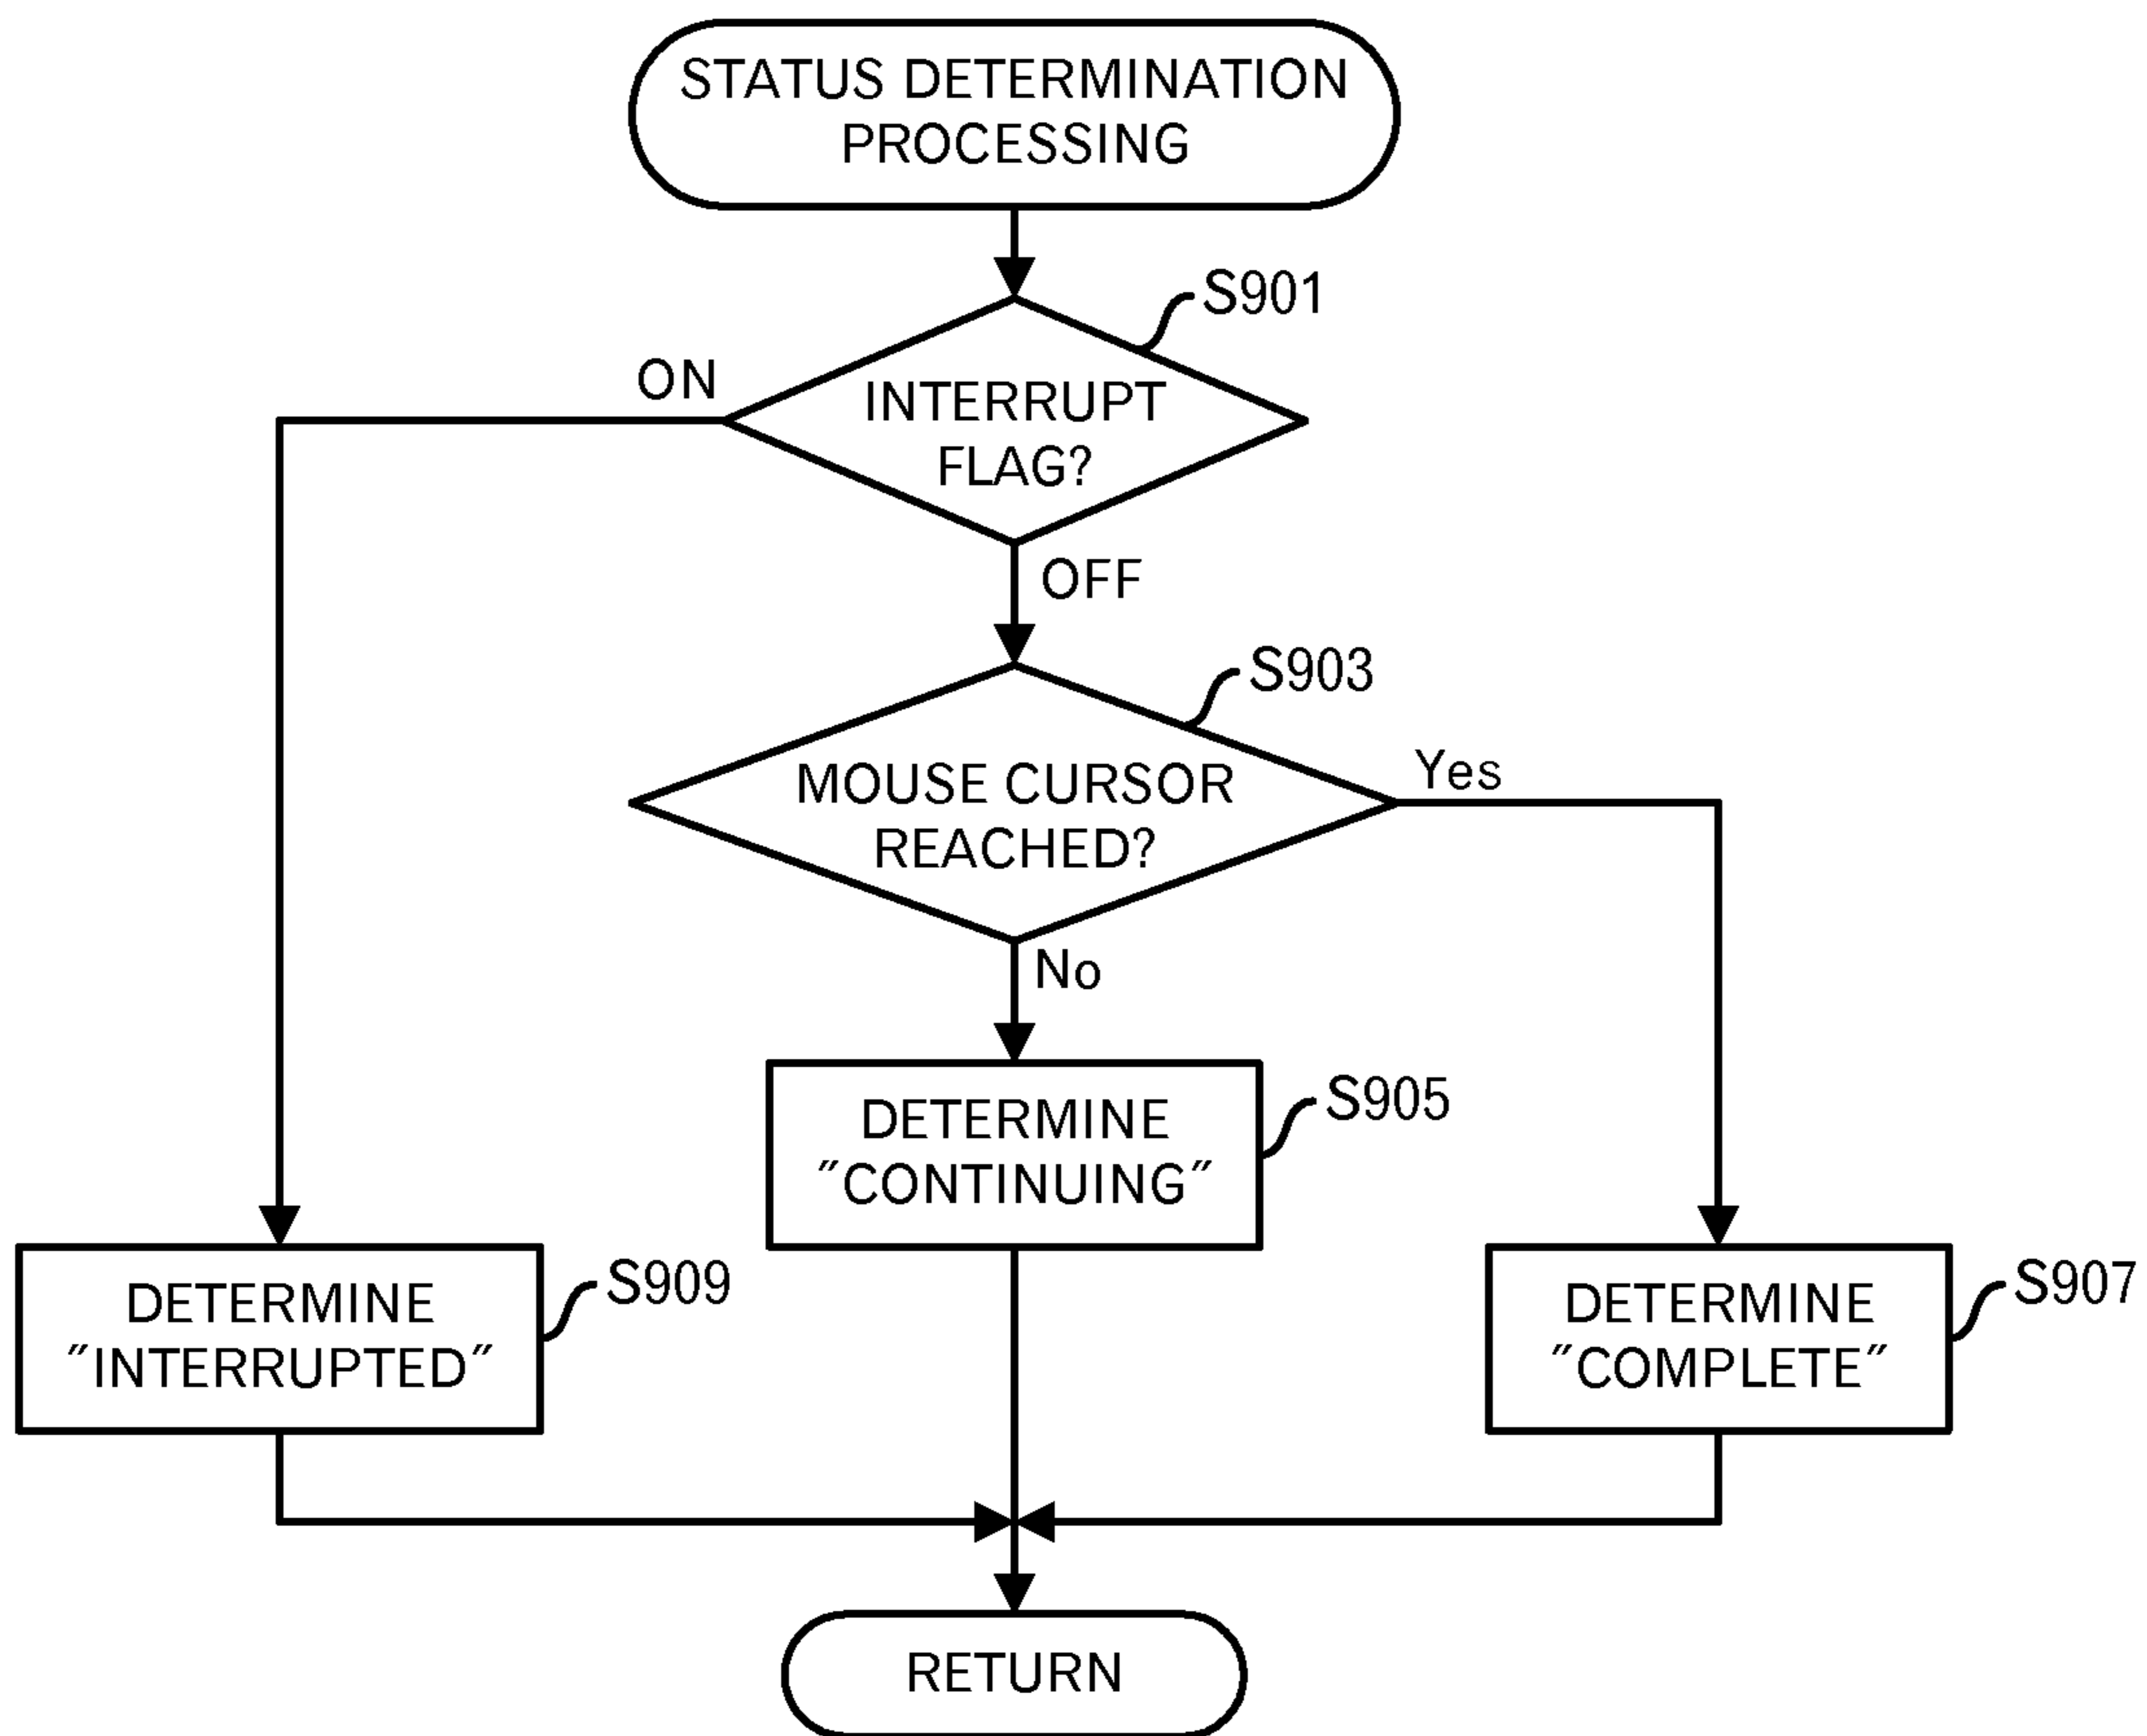 STATUS DETERMINATION
PROCESSING
S901
ON
INTERRUPT
FLAG?
OFF
S903
MOUSE CURSOR
REACHED?
Yes
No
DETERMINE
"CONTINUING"
S905
DETERMINE
"INTERRUPTED"
S909
DETERMINE
"COMPLETE"
S907
RETURN